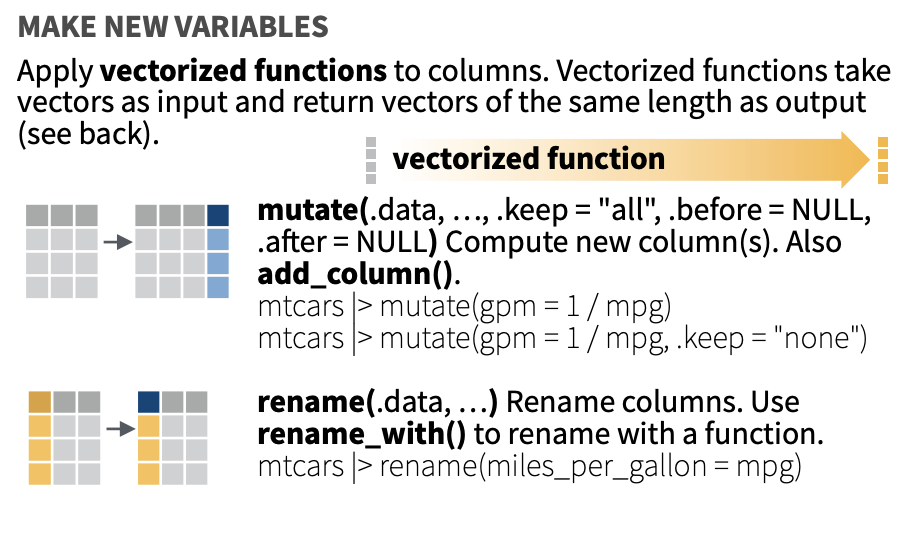 MAKE NEW VARIABLES
Apply vectorized functions to columns. Vectorized functions take
vectors as input and return vectors of the same length as output
(see back).
vectorized function
mutate(.data, …, .keep = "all", .before = NULL,
.after = NULL) Compute new column(s). Also
add_column().
mtcars |> mutate(gpm = 1 / mpg)
mtcars |> mutate(gpm = 1 / mpg, .keep = "none")
rename(.data, …) Rename columns. Use
rename_with() to rename with a function.
mtcars |> rename(miles_per_gallon = mpg)